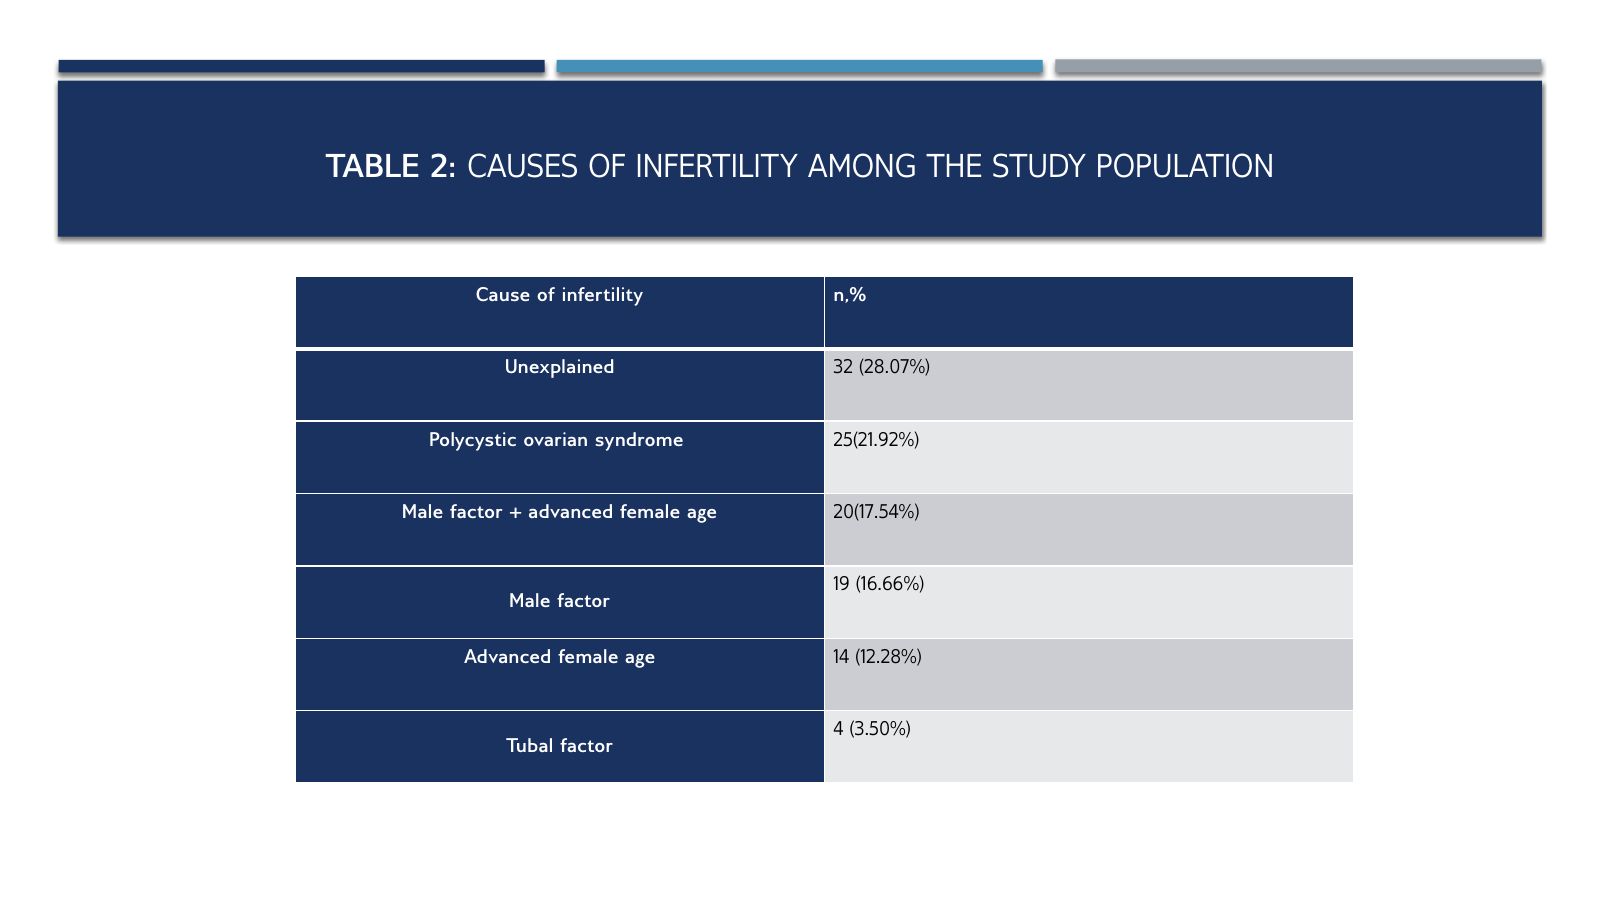 TABLE 2: CAUSES OF INFERTILITY AMONG THE STUDY POPULATION
Cause of infertility n,%
Unexplained 32 (28.07%)
Polycystic ovarian syndrome 25(21.92%)
Male factor + advanced female age 20(17.54%)
Male factor 19 (16.66%)
Advanced female age 14 (12.28%)
Tubal factor 4 (3.50%)